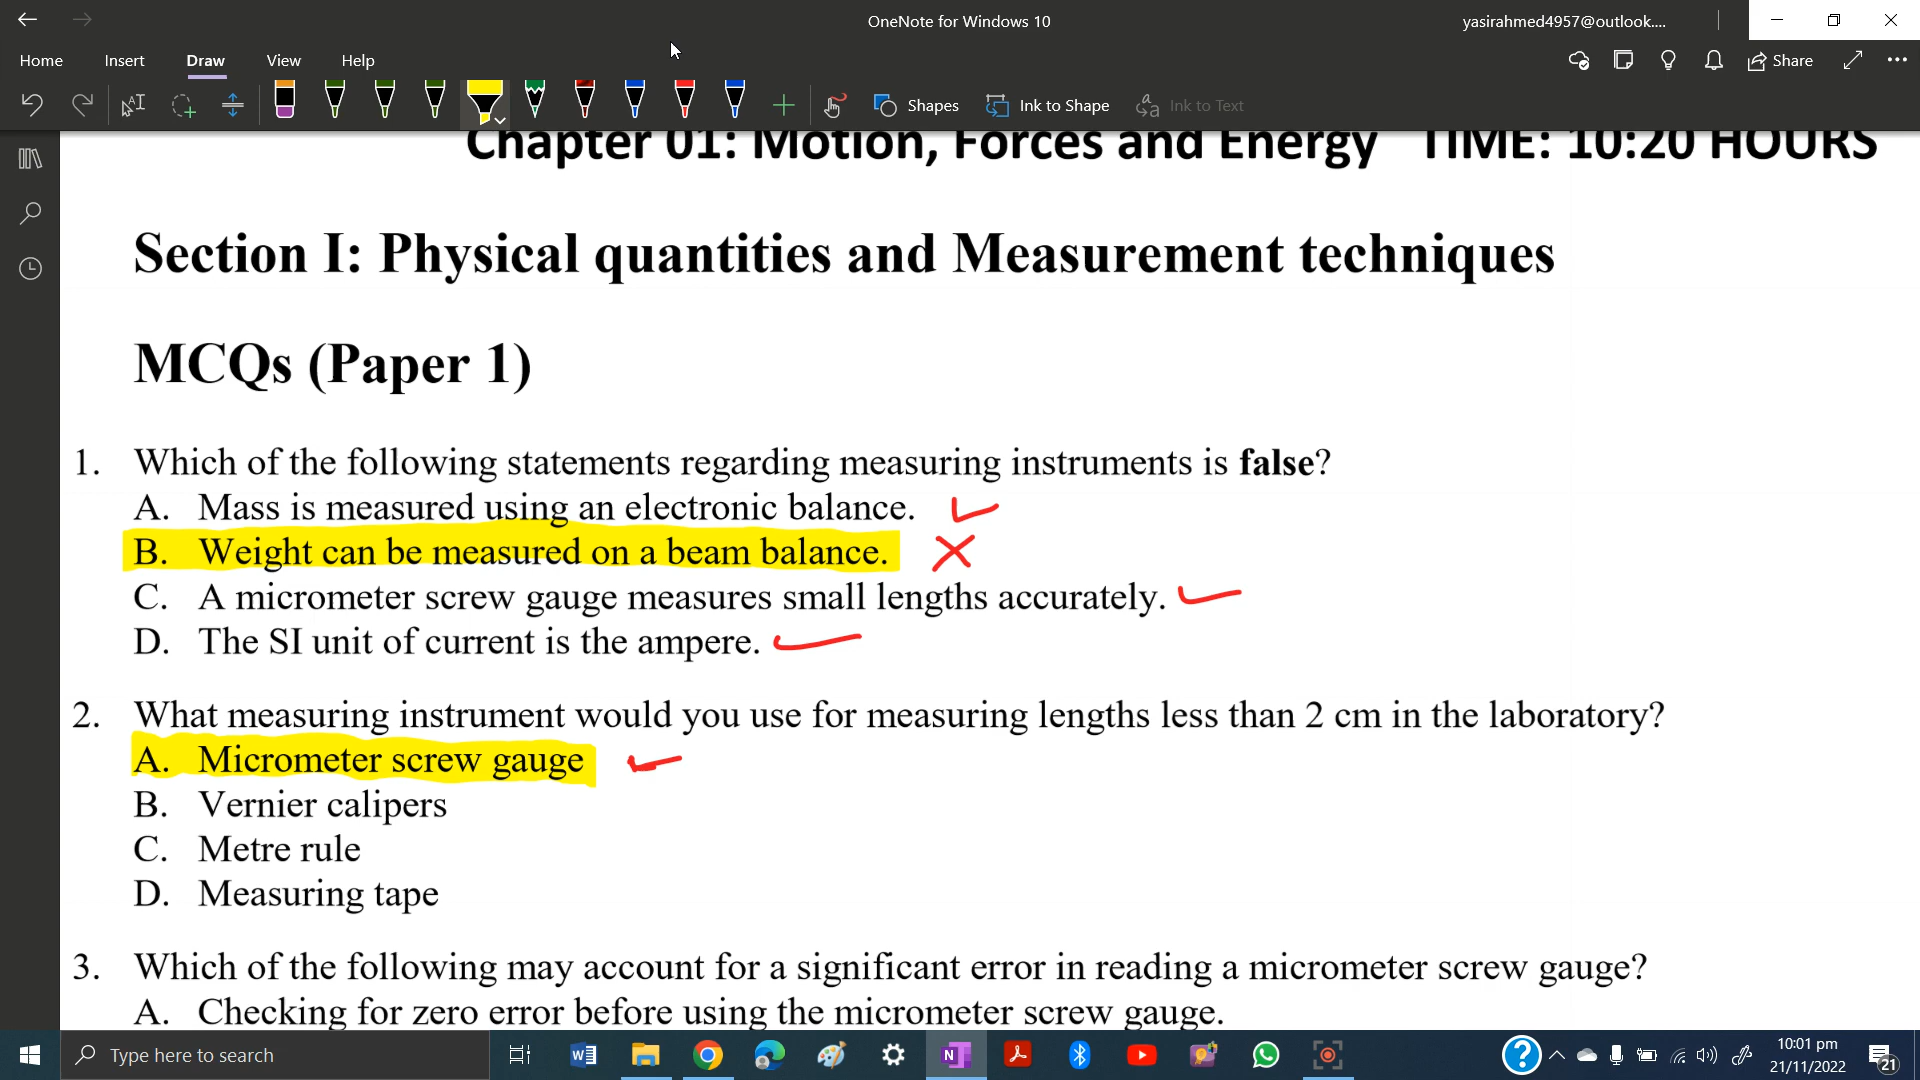 OneNote for Windows 10
yasirahmed4957@outlook....
Home Insert Draw View Help
Share
Shapes
Ink to Shape
Ink to Text
Chapter 01: Motion, Forces and Energy TIME: 10:20 HOURS
Section I: Physical quantities and Measurement techniques
MCQs (Paper 1)
1. Which of the following statements regarding measuring instruments is false?
A. Mass is measured using an electronic balance.
B. Weight can be measured on a beam balance.
C. A micrometer screw gauge measures small lengths accurately.
D. The SI unit of current is the ampere.
2. What measuring instrument would you use for measuring lengths less than 2 cm in the laboratory?
A. Micrometer screw gauge
B. Vernier calipers
C. Metre rule
D. Measuring tape
3. Which of the following may account for a significant error in reading a micrometer screw gauge?
A. Checking for zero error before using the micrometer screw gauge.
Type here to search
10:01 pm
21/11/2022
21